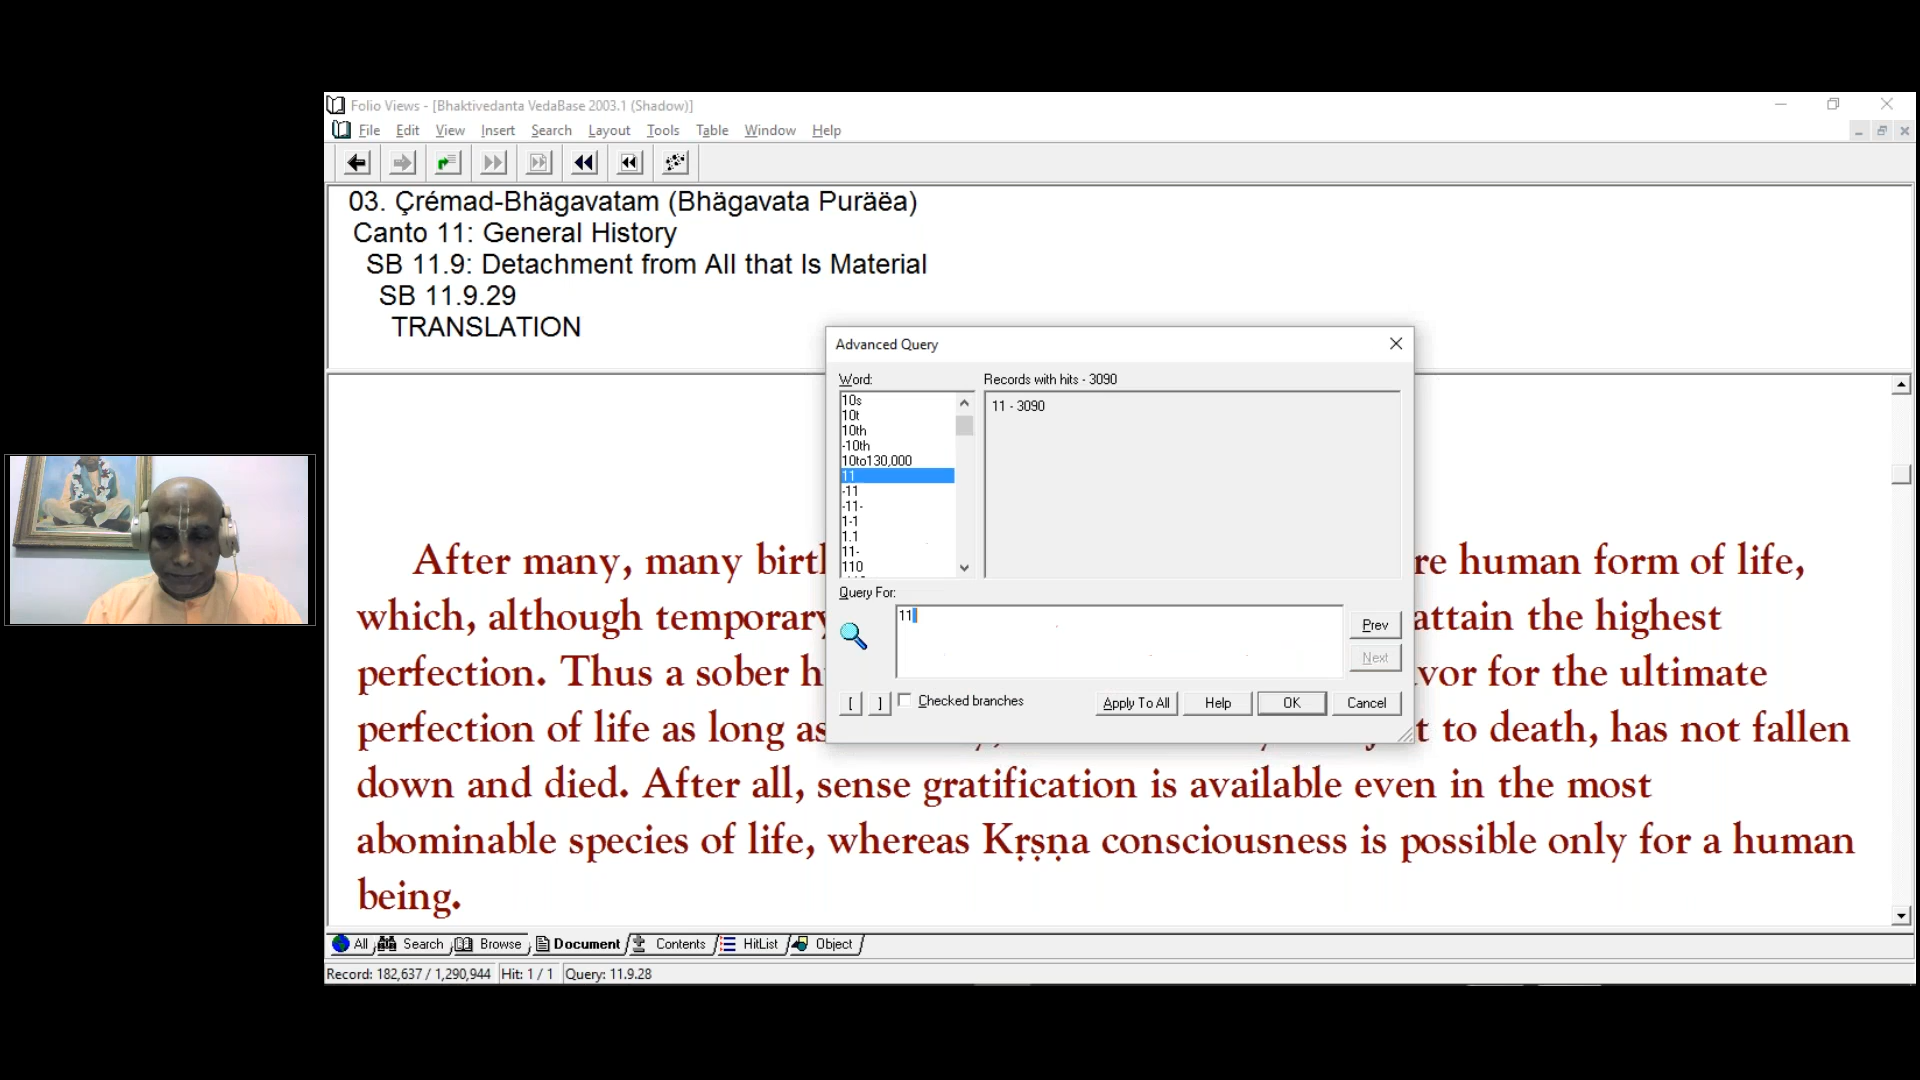 Folio Views - [Bhaktivedanta VedaBase 2003.1 (Shadow)]
File Edit View Insert Search Layout Tools Table Window Help
03. Çrémad-Bhägavatam (Bhägavata Puräëa)
Canto 11: General History
SB 11.9: Detachment from All that Is Material
SB 11.9.29
TRANSLATION
Advanced Query
Word:
10s
10t
10th
-10th
10to130,000
11
-11
-11-
1-1
1.1
11-
110
Records with hits - 3090
11 - 3090
Query For:
11
Prev
Next
[ ] Checked branches Apply To All Help OK Cancel
After many, many re human form of life,
which, although attain the highest
perfection. Thus a sober vor for the ultimate
perfection of life as long as to death, has not fallen
down and died. After all, sense gratification is available even in the most
abominable species of life, whereas Kṛṣṇa consciousness is possible only for a human
being.
All Search Browse Document Contents HitList Object
Record: 182,637 / 1,290,944 Hit: 1 / 1 Query: 11.9.28